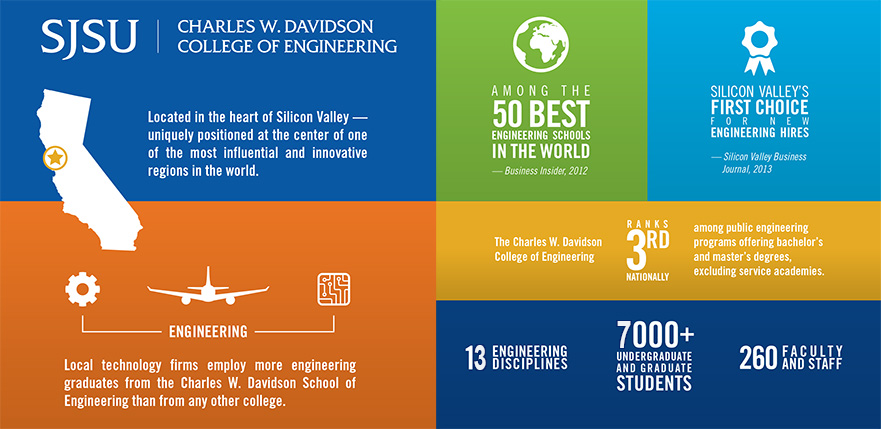 SJSU
CHARLES W. DAVIDSON
COLLEGE OF ENGINEERING
Located in the heart of Silicon Valley —
uniquely positioned at the center of one
of the most influential and innovative
regions in the world.
ENGINEERING
Local technology firms employ more engineering
graduates from the Charles W. Davidson School of
Engineering than from any other college.
AMONG THE
50 BEST
ENGINEERING SCHOOLS
IN THE WORLD
— Business Insider, 2012
SILICON VALLEY'S
FIRST CHOICE
FOR NEW
ENGINEERING HIRES
— Silicon Valley Business
Journal, 2013
The Charles W. Davidson
College of Engineering
RANKS
3RD
NATIONALLY
among public engineering
programs offering bachelor's
and master's degrees,
excluding service academies.
13 ENGINEERING
DISCIPLINES
7000+
UNDERGRADUATE
AND GRADUATE
STUDENTS
260 FACULTY
AND STAFF